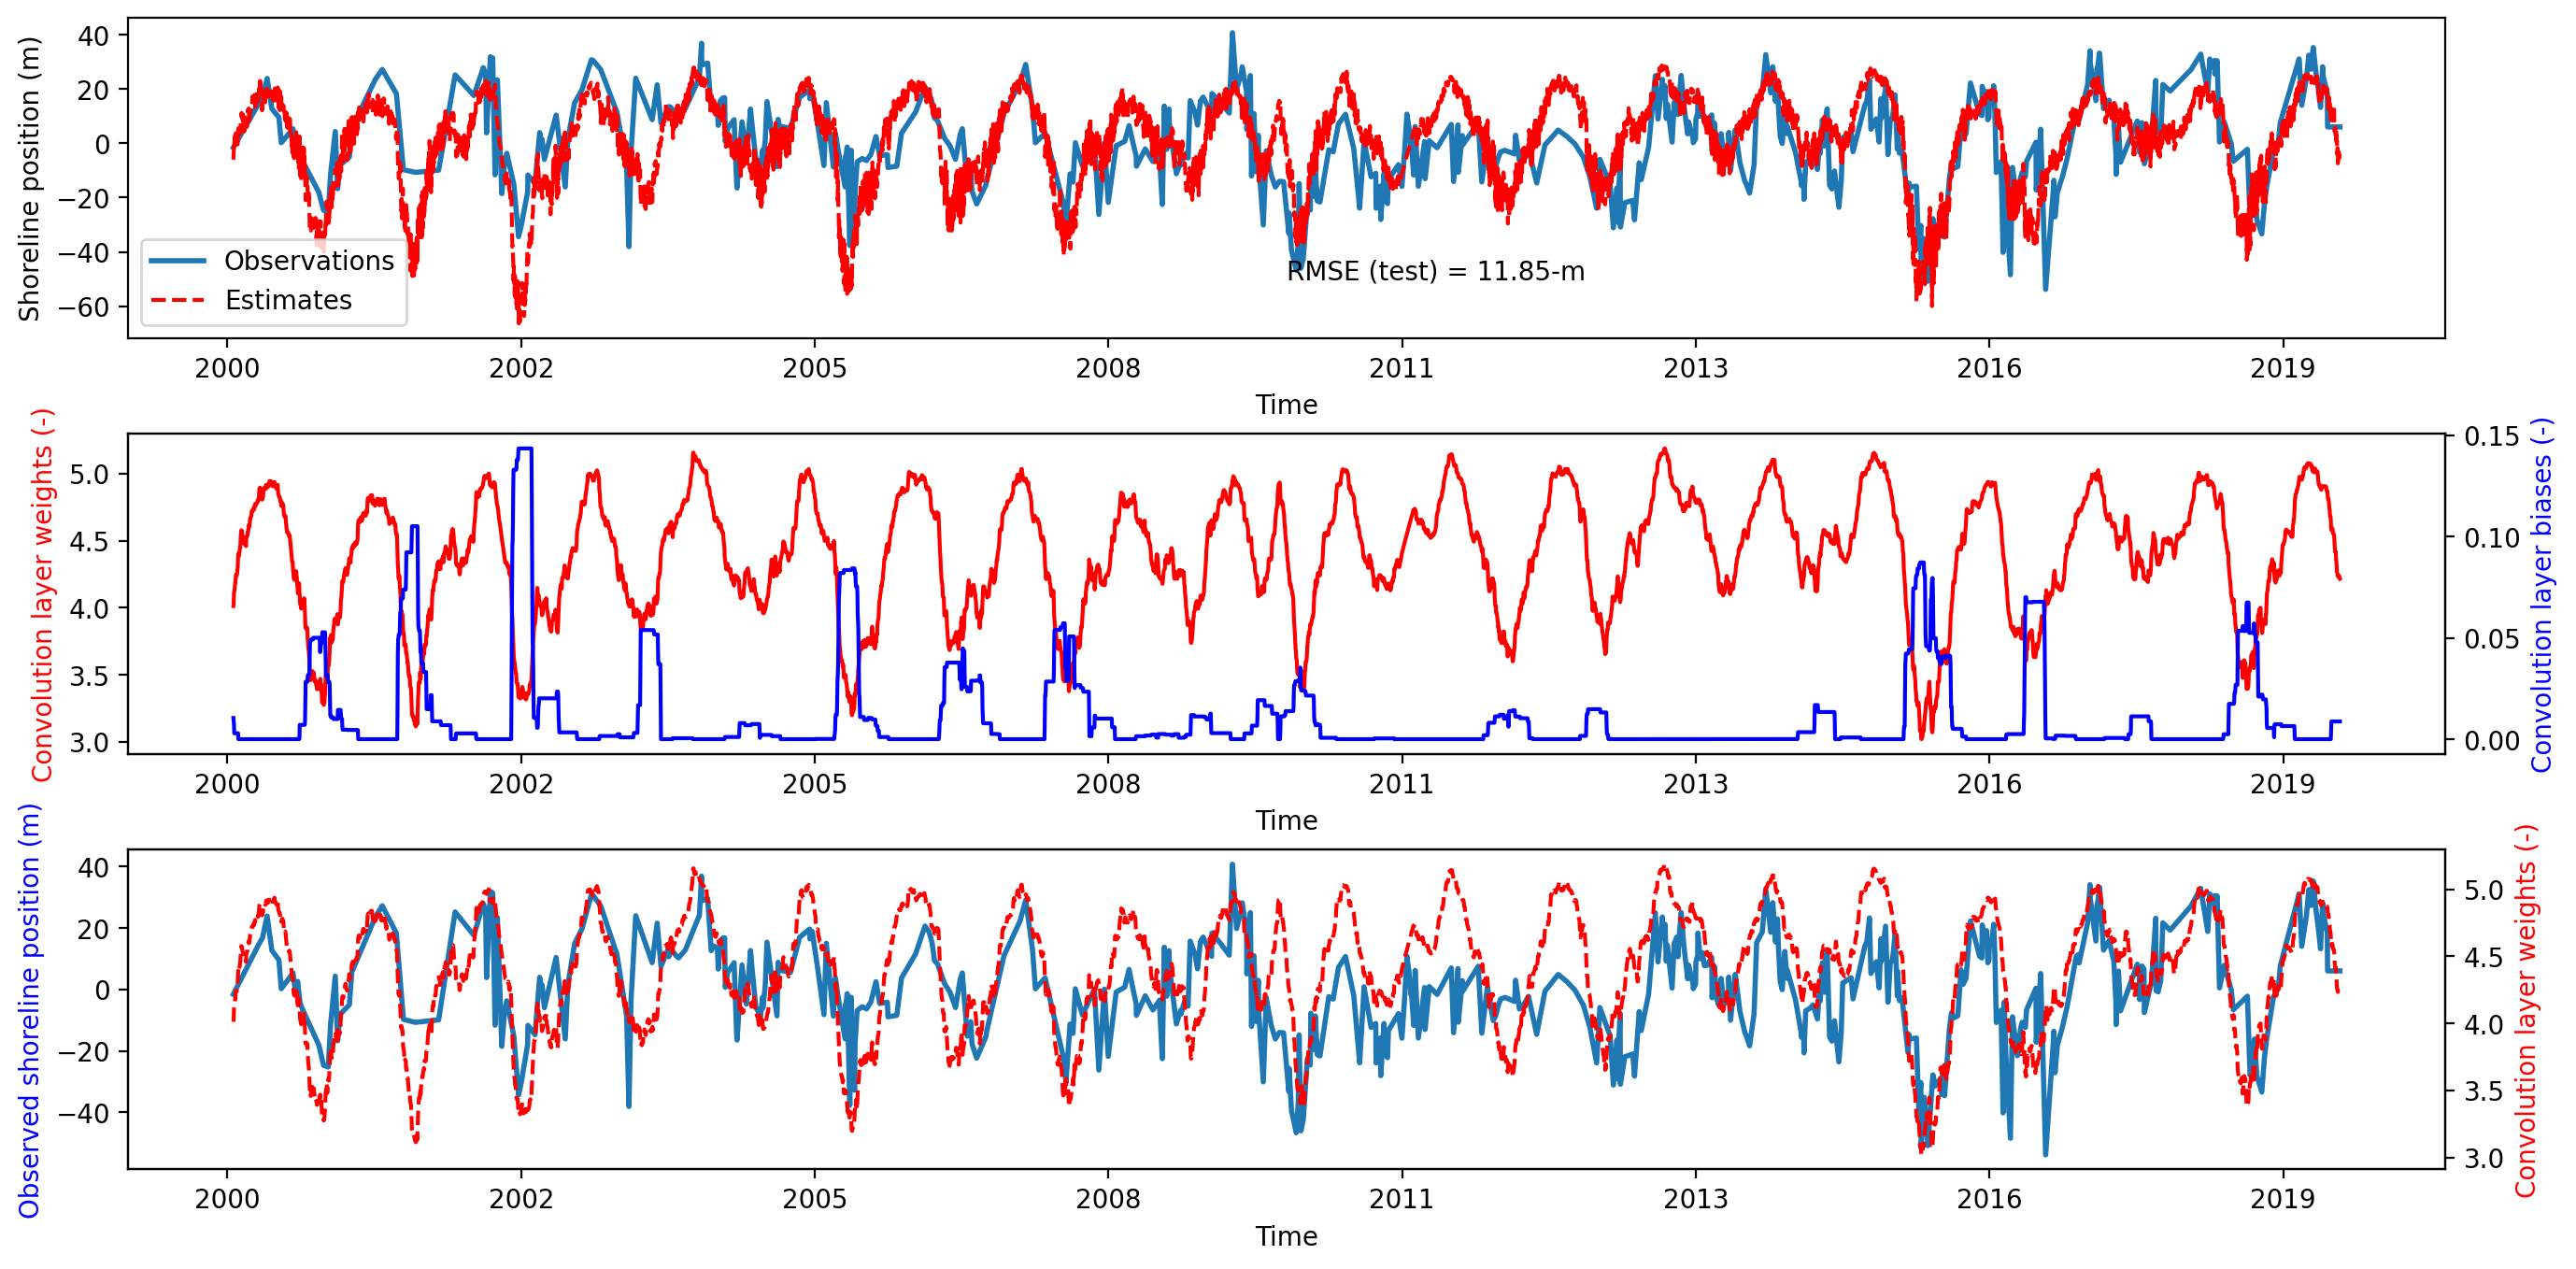 Shoreline position (m)
40
20
0
−20
−40
−60
Observations
Estimates
RMSE (test) = 11.85-m
2000 2002 2005 2008 2011 2013 2016 2019
Time
Convolution layer weights (-)
5.0
4.5
4.0
3.5
3.0
0.15
0.10
0.05
0.00
Convolution layer biases (-)
2000 2002 2005 2008 2011 2013 2016 2019
Time
Observed shoreline position (m)
40
20
0
−20
−40
5.0
4.5
4.0
3.5
3.0
Convolution layer weights (-)
2000 2002 2005 2008 2011 2013 2016 2019
Time